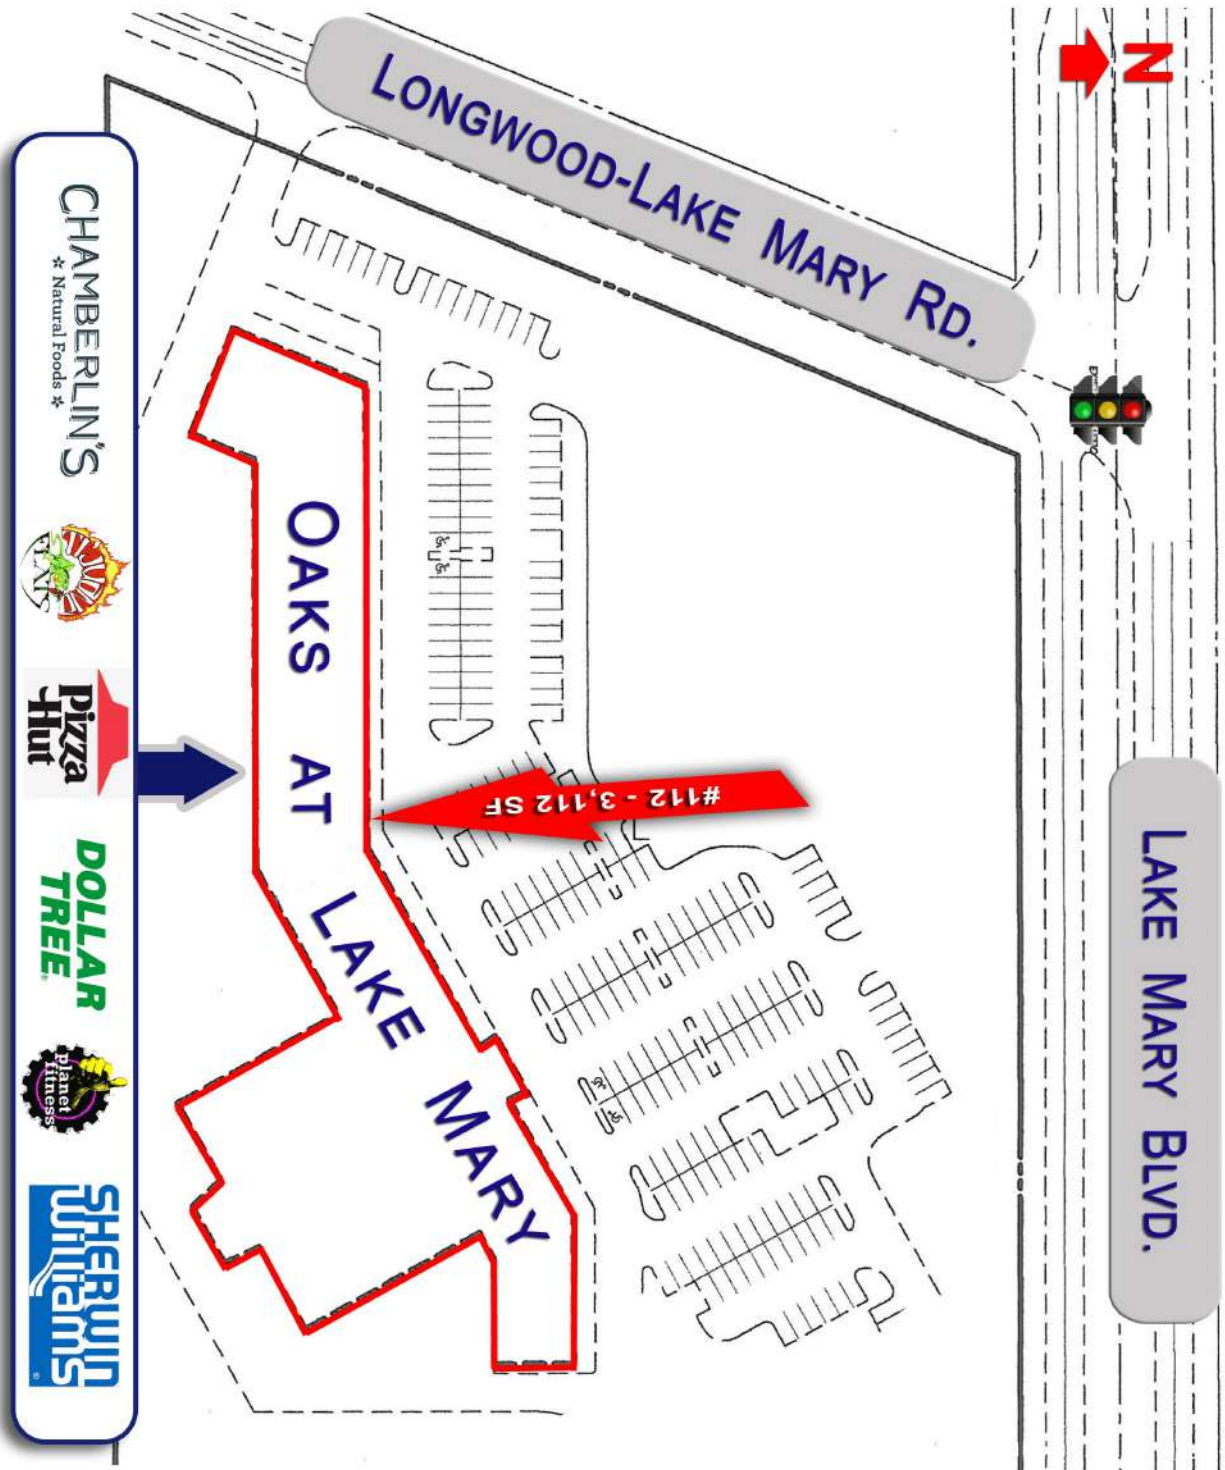 N
LONGWOOD-LAKE MARY RD.
LAKE MARY BLVD.
#112 - 3,112 SF
OAKS AT LAKE MARY
CHAMBERLIN'S
* Natural Foods *
FLATS
Pizza
Hut
DOLLAR
TREE
planet
fitness
SHERWIN
Williams